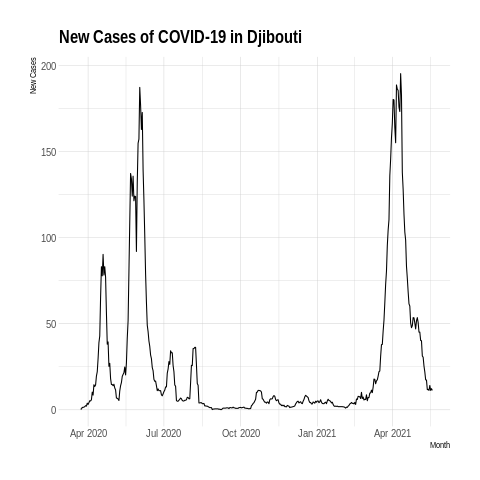 New Cases of COVID-19 in Djibouti
New Cases
200
150
100
50
0
Apr 2020 Jul 2020 Oct 2020 Jan 2021 Apr 2021
Month